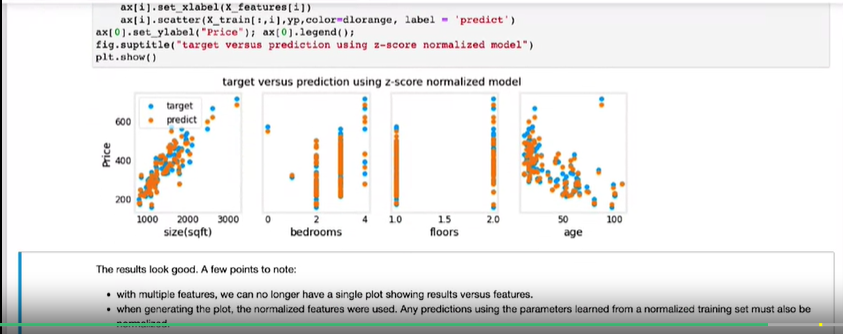 ax[i].set_xlabel(X_features[i])
ax[i].scatter(X_train[:,i],yp,color=dlorange, label = 'predict')
ax[0].set_ylabel("Price"); ax[0].legend();
fig.suptitle("target versus prediction using z-score normalized model")
plt.show()
target versus prediction using z-score normalized model
target
predict
Price
600
400
200
1000 2000 3000
size(sqft)
0 2 4
bedrooms
1.0 1.5 2.0
floors
50 100
age
The results look good. A few points to note:
• with multiple features, we can no longer have a single plot showing results versus features.
• when generating the plot, the normalized features were used. Any predictions using the parameters learned from a normalized training set must also be
normalized.